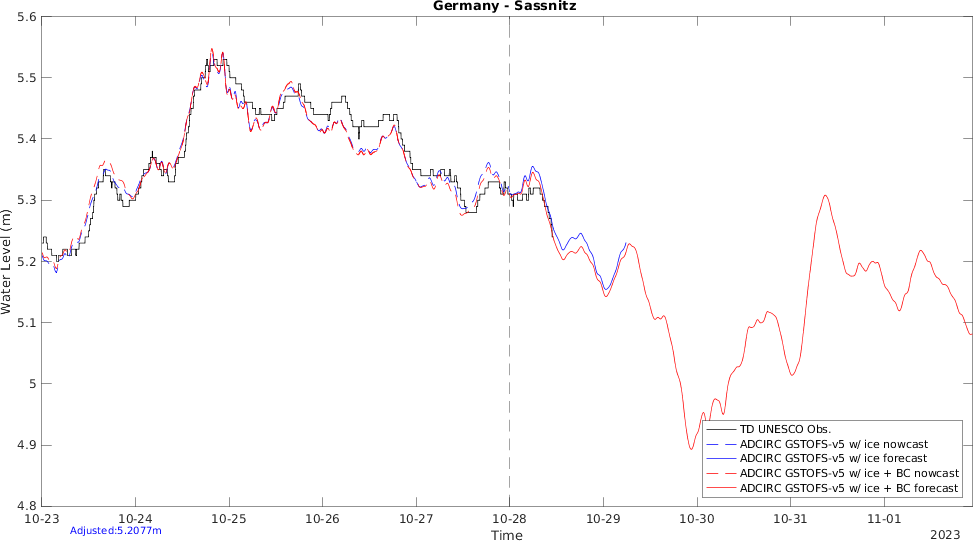 Germany - Sassnitz
5.6
5.5
5.4
5.3
5.2
5.1
5
4.9
4.8
Water Level (m)
TD UNESCO Obs.
ADCIRC GSTOFS-v5 w/ ice nowcast
ADCIRC GSTOFS-v5 w/ ice forecast
ADCIRC GSTOFS-v5 w/ ice + BC nowcast
ADCIRC GSTOFS-v5 w/ ice + BC forecast
10-23 10-24 10-25 10-26 10-27 10-28 10-29 10-30 10-31 11-01
Adjusted:5.2077m
Time
2023